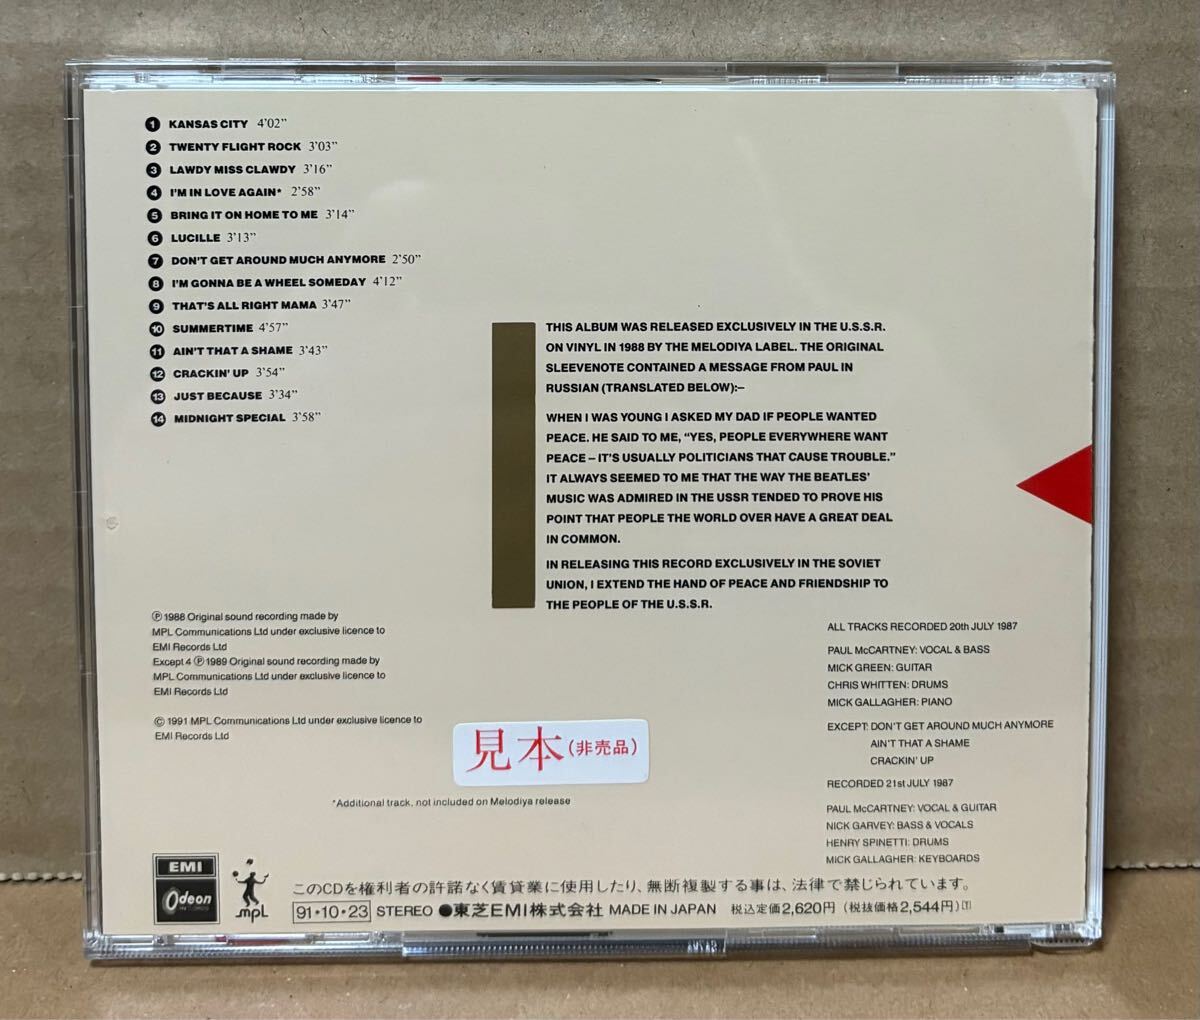 1 KANSAS CITY 4'02"
2 TWENTY FLIGHT ROCK 3'03"
3 LAWDY MISS CLAWDY 3'16"
4 I'M IN LOVE AGAIN* 2'58"
5 BRING IT ON HOME TO ME 3'14"
6 LUCILLE 3'13"
7 DON'T GET AROUND MUCH ANYMORE 2'50"
8 I'M GONNA BE A WHEEL SOMEDAY 4'12"
9 THAT'S ALL RIGHT MAMA 3'47"
10 SUMMERTIME 4'57"
11 AIN'T THAT A SHAME 3'43"
12 CRACKIN' UP 3'54"
13 JUST BECAUSE 3'34"
14 MIDNIGHT SPECIAL 3'58"
THIS ALBUM WAS RELEASED EXCLUSIVELY IN THE U.S.S.R.
ON VINYL IN 1988 BY THE MELODIYA LABEL. THE ORIGINAL
SLEEVENOTE CONTAINED A MESSAGE FROM PAUL IN
RUSSIAN (TRANSLATED BELOW):–
WHEN I WAS YOUNG I ASKED MY DAD IF PEOPLE WANTED
PEACE. HE SAID TO ME, "YES, PEOPLE EVERYWHERE WANT
PEACE – IT'S USUALLY POLITICIANS THAT CAUSE TROUBLE."
IT ALWAYS SEEMED TO ME THAT THE WAY THE BEATLES'
MUSIC WAS ADMIRED IN THE USSR TENDED TO PROVE HIS
POINT THAT PEOPLE THE WORLD OVER HAVE A GREAT DEAL
IN COMMON.
IN RELEASING THIS RECORD EXCLUSIVELY IN THE SOVIET
UNION, I EXTEND THE HAND OF PEACE AND FRIENDSHIP TO
THE PEOPLE OF THE U.S.S.R.
℗ 1988 Original sound recording made by
MPL Communications Ltd under exclusive licence to
EMI Records Ltd
Except 4 ℗ 1989 Original sound recording made by
MPL Communications Ltd under exclusive licence to
EMI Records Ltd
© 1991 MPL Communications Ltd under exclusive licence to
EMI Records Ltd
ALL TRACKS RECORDED 20th JULY 1987
PAUL McCARTNEY: VOCAL & BASS
MICK GREEN: GUITAR
CHRIS WHITTEN: DRUMS
MICK GALLAGHER: PIANO
EXCEPT: DON'T GET AROUND MUCH ANYMORE
AIN'T THAT A SHAME
CRACKIN' UP
RECORDED 21st JULY 1987
PAUL McCARTNEY: VOCAL & GUITAR
NICK GARVEY: BASS & VOCALS
HENRY SPINETTI: DRUMS
MICK GALLAGHER: KEYBOARDS
見本(非売品)
*Additional track, not included on Melodiya release
EMI
Odeon
MPL
このCDを権利者の許諾なく賃貸業に使用したり、無断複製する事は、法律で禁じられています。
91・10・23 STEREO ●東芝EMI株式会社 MADE IN JAPAN 税込定価2,620円(税抜価格2,544円)